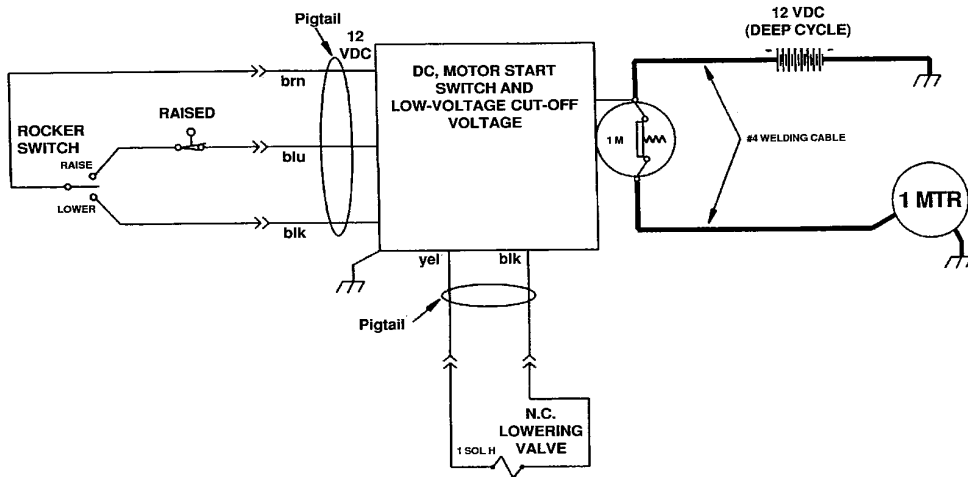 Pigtail
12
VDC
12 VDC
(DEEP CYCLE)
- -
brn
DC, MOTOR START
SWITCH AND
LOW-VOLTAGE CUT-OFF
VOLTAGE
ROCKER
SWITCH
RAISED
RAISE
blu
1 M
#4 WELDING CABLE
LOWER
blk
1 MTR
yel
blk
Pigtail
N.C.
LOWERING
VALVE
1 SOL H